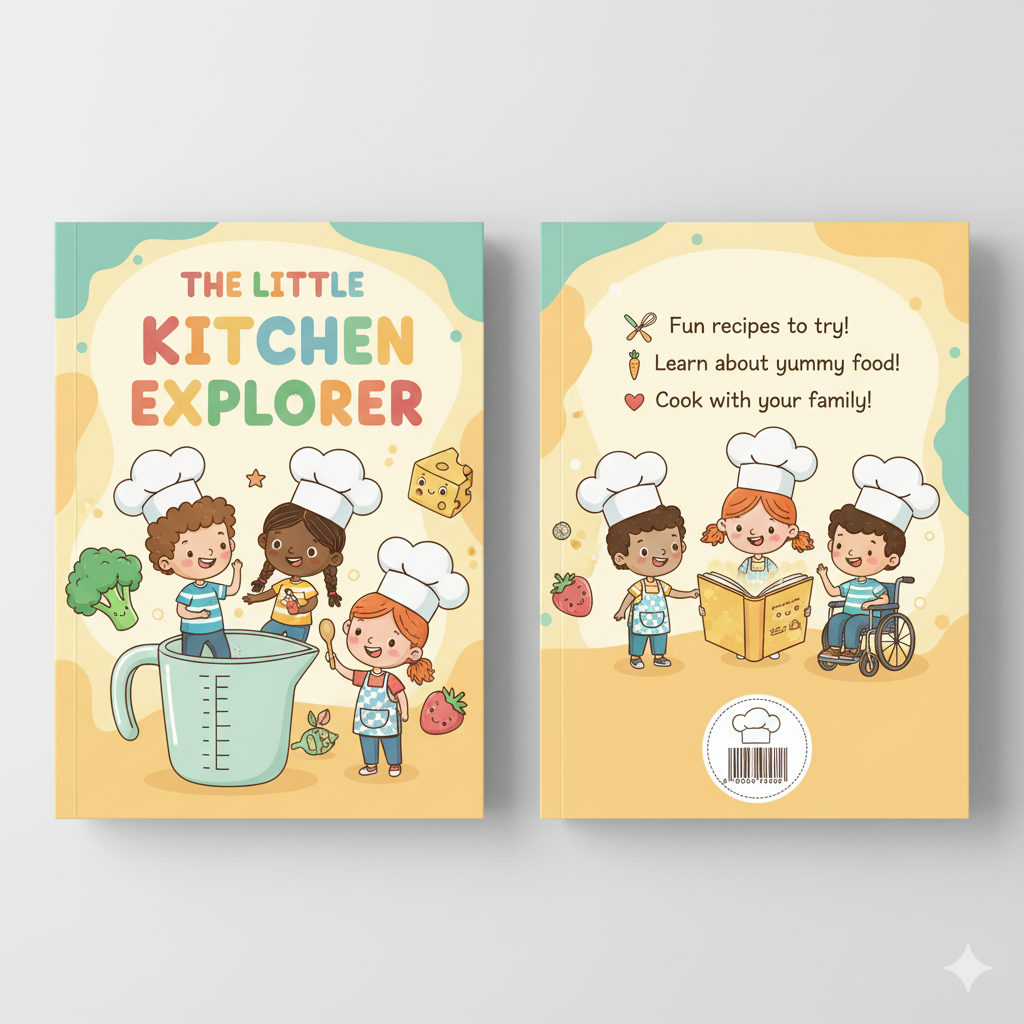 THE LITTLE
KITCHEN
EXPLORER
Fun recipes to try!
Learn about yummy food!
Cook with your family!